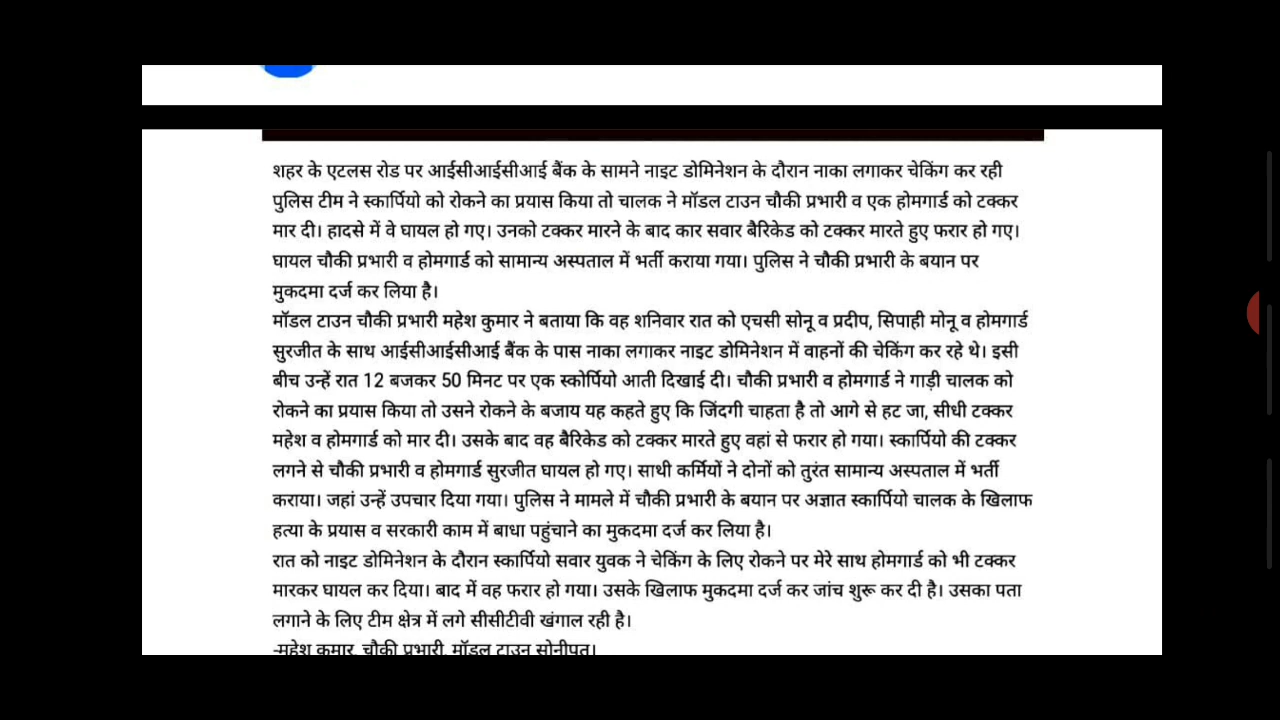 शहर के एटलस रोड पर आईसीआईसीआई बैंक के सामने नाइट डोमिनेशन के दौरान नाका लगाकर चेकिंग कर रही
पुलिस टीम ने स्कार्पियो को रोकने का प्रयास किया तो चालक ने मॉडल टाउन चौकी प्रभारी व एक होमगार्ड को टक्कर
मार दी। हादसे में वे घायल हो गए। उनको टक्कर मारने के बाद कार सवार बैरिकेड को टक्कर मारते हुए फरार हो गए।
घायल चौकी प्रभारी व होमगार्ड को सामान्य अस्पताल में भर्ती कराया गया। पुलिस ने चौकी प्रभारी के बयान पर
मुकदमा दर्ज कर लिया है।
मॉडल टाउन चौकी प्रभारी महेश कुमार ने बताया कि वह शनिवार रात को एचसी सोनू व प्रदीप, सिपाही मोनू व होमगार्ड
सुरजीत के साथ आईसीआईसीआई बैंक के पास नाका लगाकर नाइट डोमिनेशन में वाहनों की चेकिंग कर रहे थे। इसी
बीच उन्हें रात 12 बजकर 50 मिनट पर एक स्कोर्पियो आती दिखाई दी। चौकी प्रभारी व होमगार्ड ने गाड़ी चालक को
रोकने का प्रयास किया तो उसने रोकने के बजाय यह कहते हुए कि जिंदगी चाहता है तो आगे से हट जा, सीधी टक्कर
महेश व होमगार्ड को मार दी। उसके बाद वह बैरिकेड को टक्कर मारते हुए वहां से फरार हो गया। स्कार्पियो की टक्कर
लगने से चौकी प्रभारी व होमगार्ड सुरजीत घायल हो गए। साथी कर्मियों ने दोनों को तुरंत सामान्य अस्पताल में भर्ती
कराया। जहां उन्हें उपचार दिया गया। पुलिस ने मामले में चौकी प्रभारी के बयान पर अज्ञात स्कार्पियो चालक के खिलाफ
हत्या के प्रयास व सरकारी काम में बाधा पहुंचाने का मुकदमा दर्ज कर लिया है।
रात को नाइट डोमिनेशन के दौरान स्कार्पियो सवार युवक ने चेकिंग के लिए रोकने पर मेरे साथ होमगार्ड को भी टक्कर
मारकर घायल कर दिया। बाद में वह फरार हो गया। उसके खिलाफ मुकदमा दर्ज कर जांच शुरू कर दी है। उसका पता
लगाने के लिए टीम क्षेत्र में लगे सीसीटीवी खंगाल रही है।
-महेश कुमार, चौकी प्रभारी, मॉडल टाउन सोनीपत।